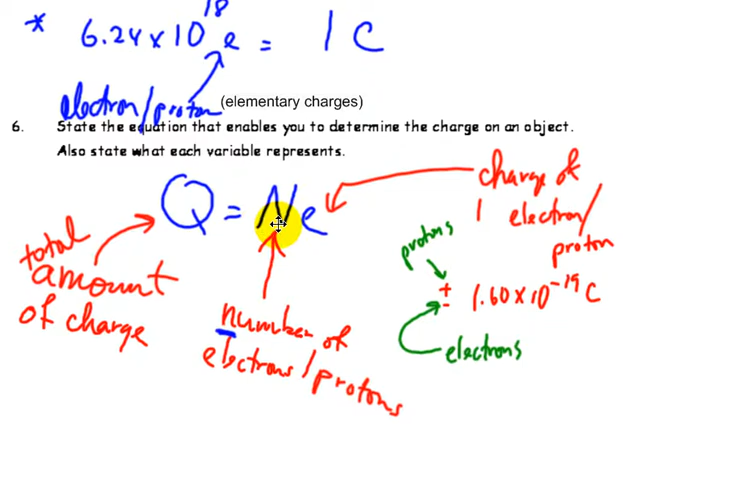 * 6.24 x 10^18 e = 1 C
electron/proton (elementary charges)
6. State the equation that enables you to determine the charge on an object.
Also state what each variable represents.
Q = Ne
charge of
1 electron/
proton
total
amount
of charge
number of
electrons/protons
protons
± 1.60 x 10^-19 C
electrons